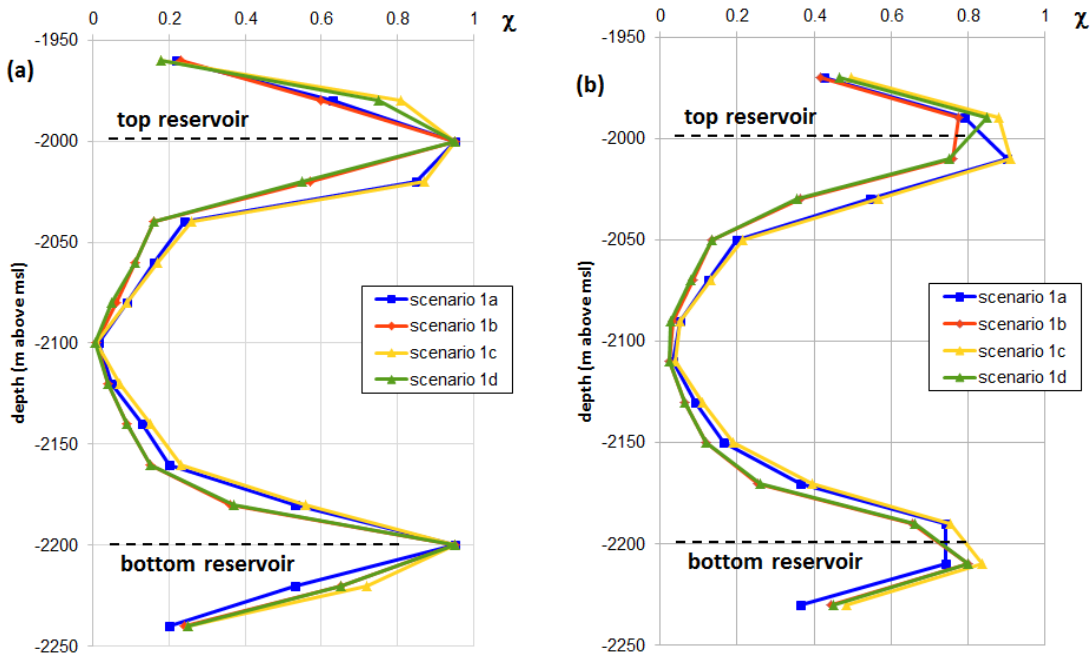 0 0.2 0.4 0.6 0.8 1 χ
(a)
-1950
-2000
-2050
-2100
-2150
-2200
-2250
depth (m above msl)
top reservoir
bottom reservoir
scenario 1a
scenario 1b
scenario 1c
scenario 1d
0 0.2 0.4 0.6 0.8 1 χ
(b)
-1950
-2000
-2050
-2100
-2150
-2200
-2250
depth (m above msl)
top reservoir
bottom reservoir
scenario 1a
scenario 1b
scenario 1c
scenario 1d